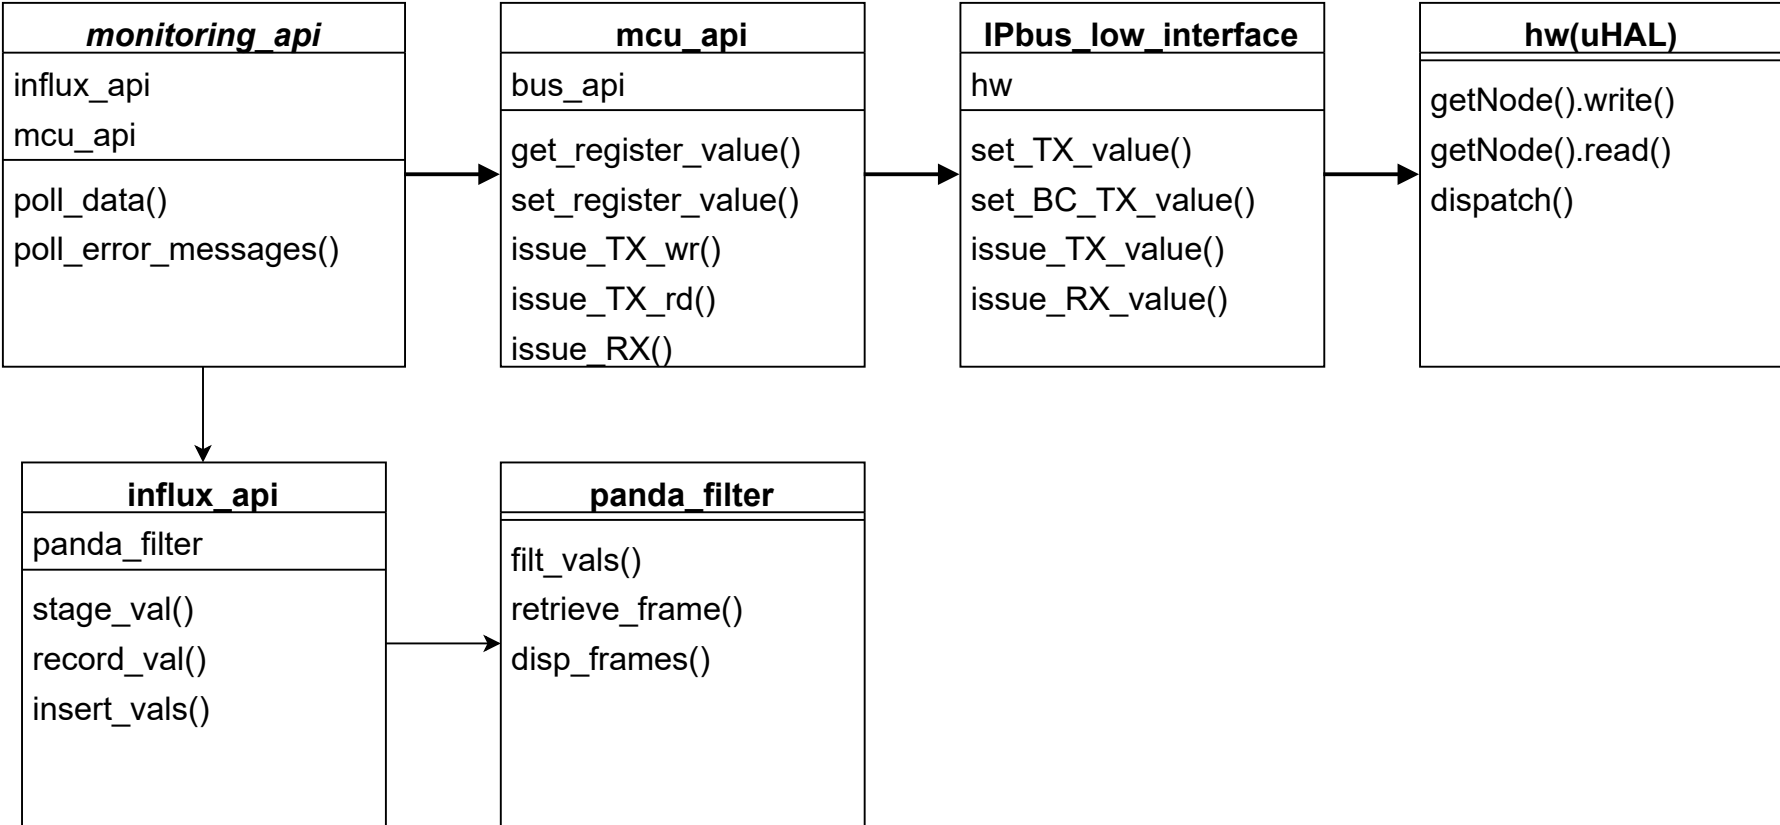 monitoring_api
influx_api
mcu_api
poll_data()
poll_error_messages()
mcu_api
bus_api
get_register_value()
set_register_value()
issue_TX_wr()
issue_TX_rd()
issue_RX()
IPbus_low_interface
hw
set_TX_value()
set_BC_TX_value()
issue_TX_value()
issue_RX_value()
hw(uHAL)
getNode().write()
getNode().read()
dispatch()
influx_api
panda_filter
stage_val()
record_val()
insert_vals()
panda_filter
filt_vals()
retrieve_frame()
disp_frames()